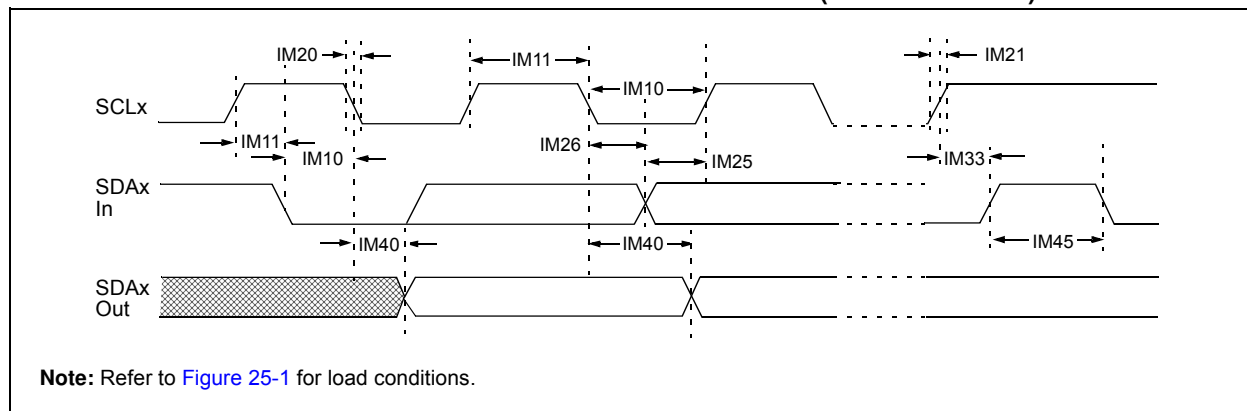 IM20
IM11
IM10
IM21
SCLx
IM11
IM10
IM26
IM25
IM33
SDAx
In
IM40
IM40
IM45
SDAx
Out
Note: Refer to Figure 25-1 for load conditions.